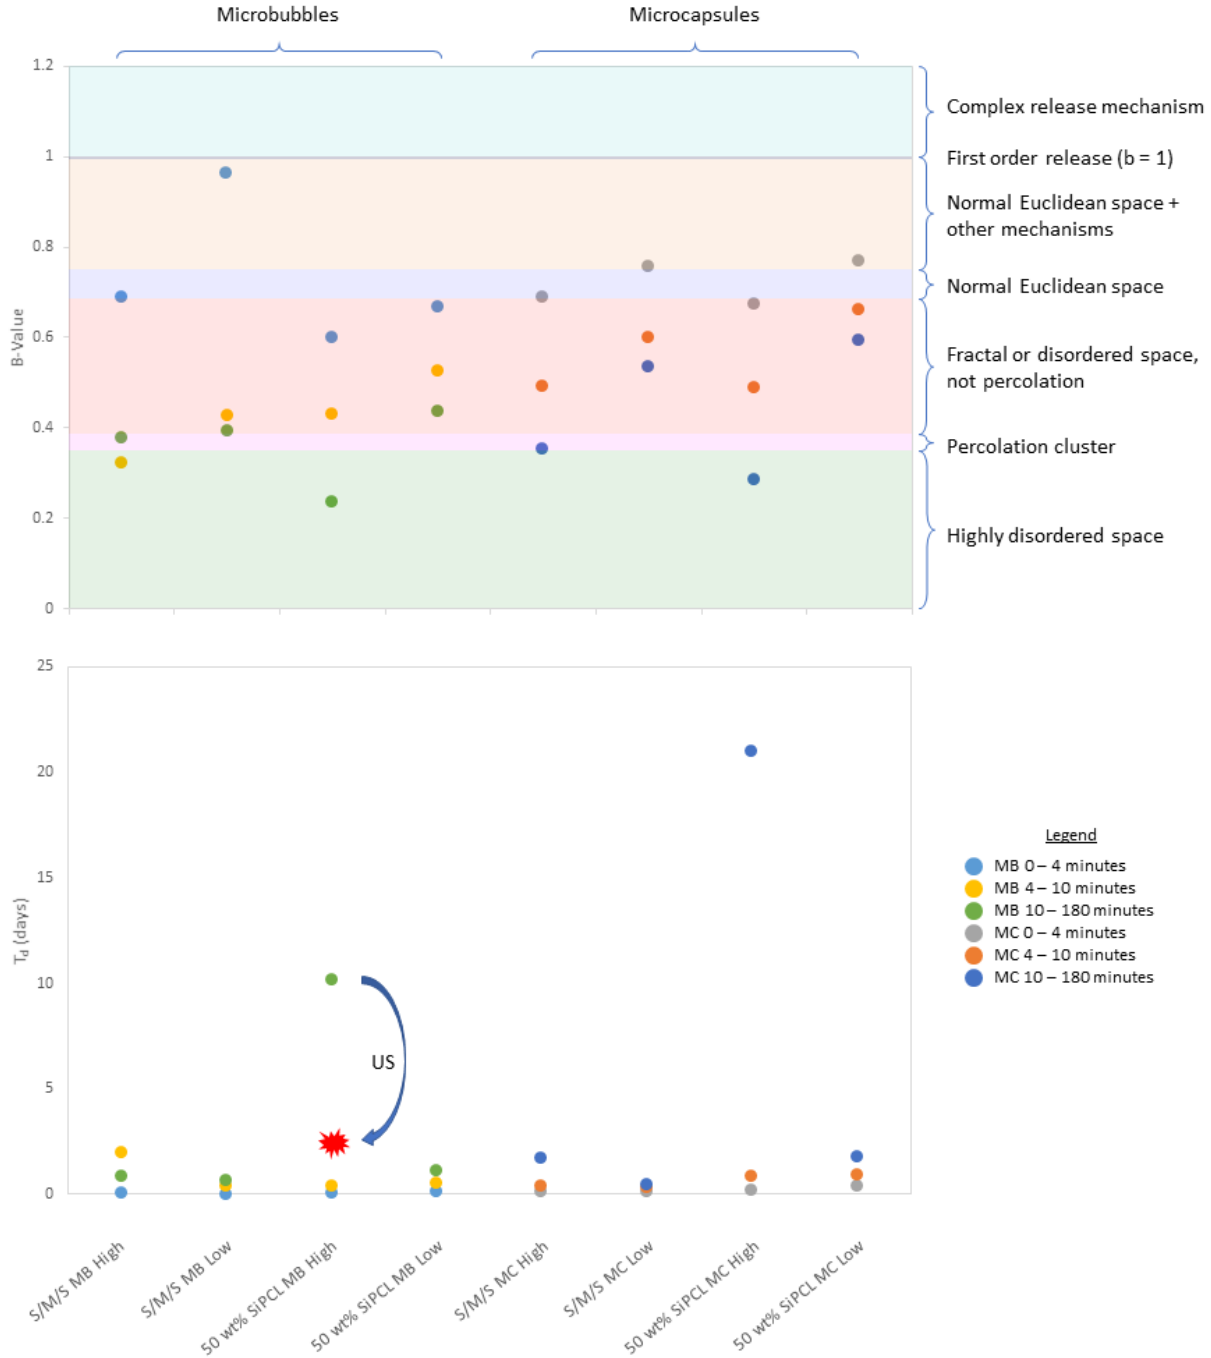 Microbubbles
Microcapsules
1.2
1
0.8
0.6
0.4
0.2
0
B-Value
Complex release mechanism
First order release (b = 1)
Normal Euclidean space +
other mechanisms
Normal Euclidean space
Fractal or disordered space,
not percolation
Percolation cluster
Highly disordered space
25
20
15
10
5
0
T_d (days)
US
Legend
MB 0 – 4 minutes
MB 4 – 10 minutes
MB 10 – 180 minutes
MC 0 – 4 minutes
MC 4 – 10 minutes
MC 10 – 180 minutes
S/M/S MB High
S/M/S MB Low
50 wt% SiPCL MB High
50 wt% SiPCL MB Low
S/M/S MC High
S/M/S MC Low
50 wt% SiPCL MC High
50 wt% SiPCL MC Low